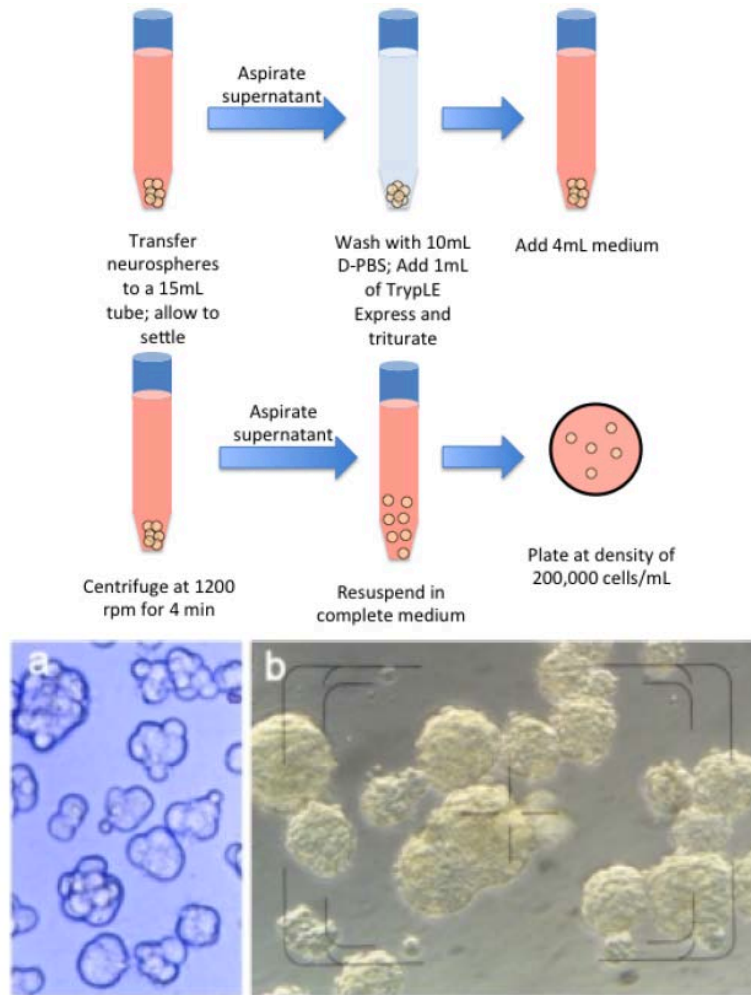 Aspirate
supernatant
Transfer
neurospheres
to a 15mL
tube; allow to
settle
Wash with 10mL
D-PBS; Add 1mL
of TrypLE
Express and
triturate
Add 4mL medium
Aspirate
supernatant
Centrifuge at 1200
rpm for 4 min
Resuspend in
complete medium
Plate at density of
200,000 cells/mL
a
b